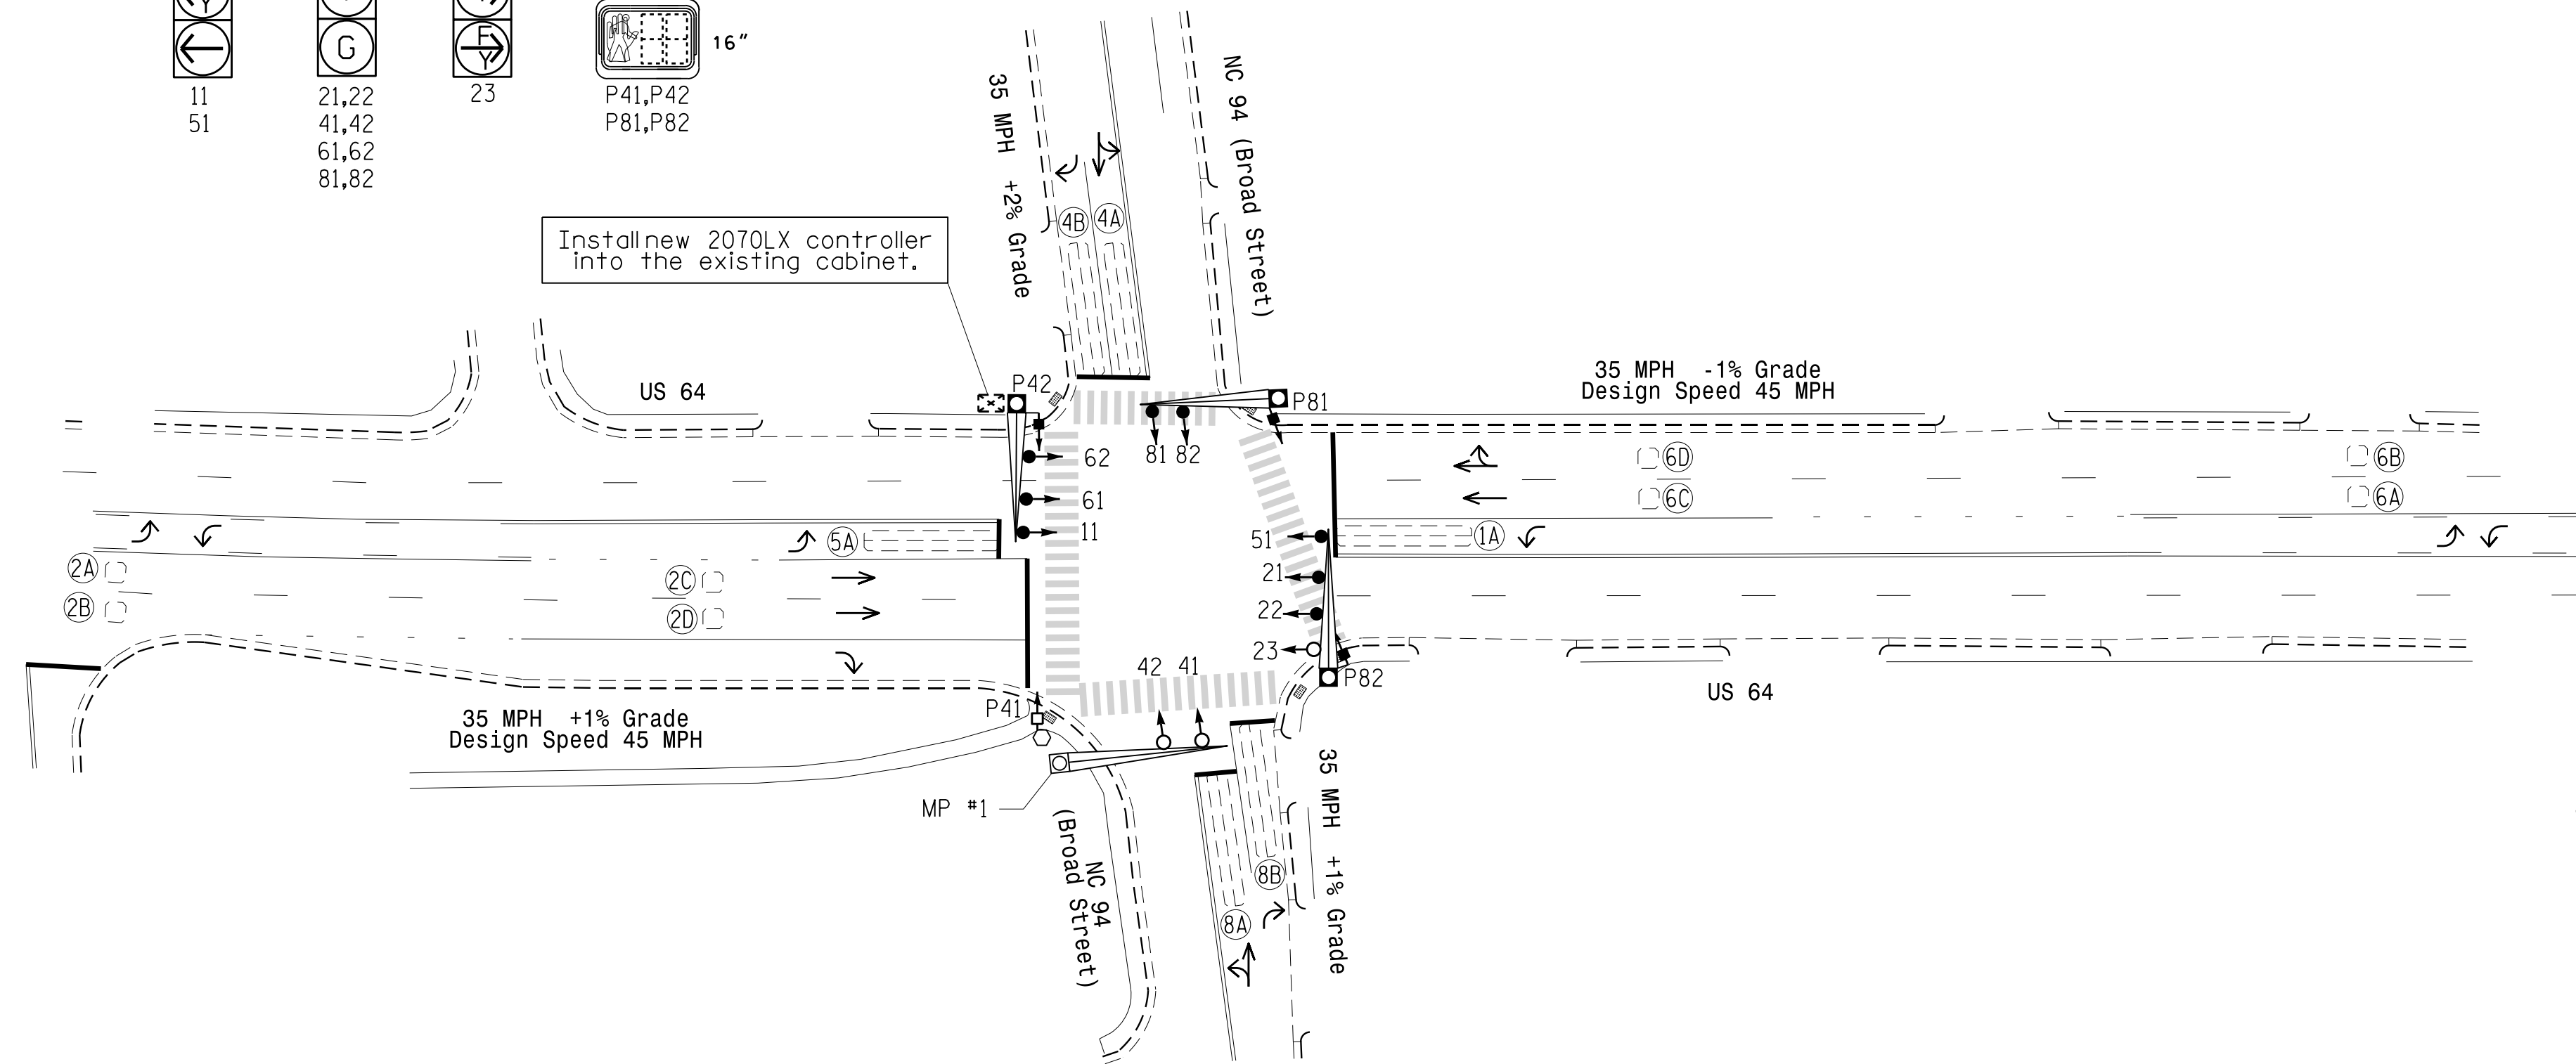 Y
G
F
Y
16"
11
51
21,22
41,42
61,62
81,82
23
P41,P42
P81,P82
35 MPH +2% Grade
NC 94 (Broad Street)
4B
4A
Install new 2070LX controller
into the existing cabinet.
US 64
P42
P81
35 MPH -1% Grade
Design Speed 45 MPH
81 82
62
61
11
6D
6C
6B
6A
5A
51
1A
2A
2B
2C
2D
21
22
23
42 41
P82
US 64
P41
35 MPH +1% Grade
Design Speed 45 MPH
MP #1
NC 94
(Broad Street)
8B
8A
35 MPH +1% Grade